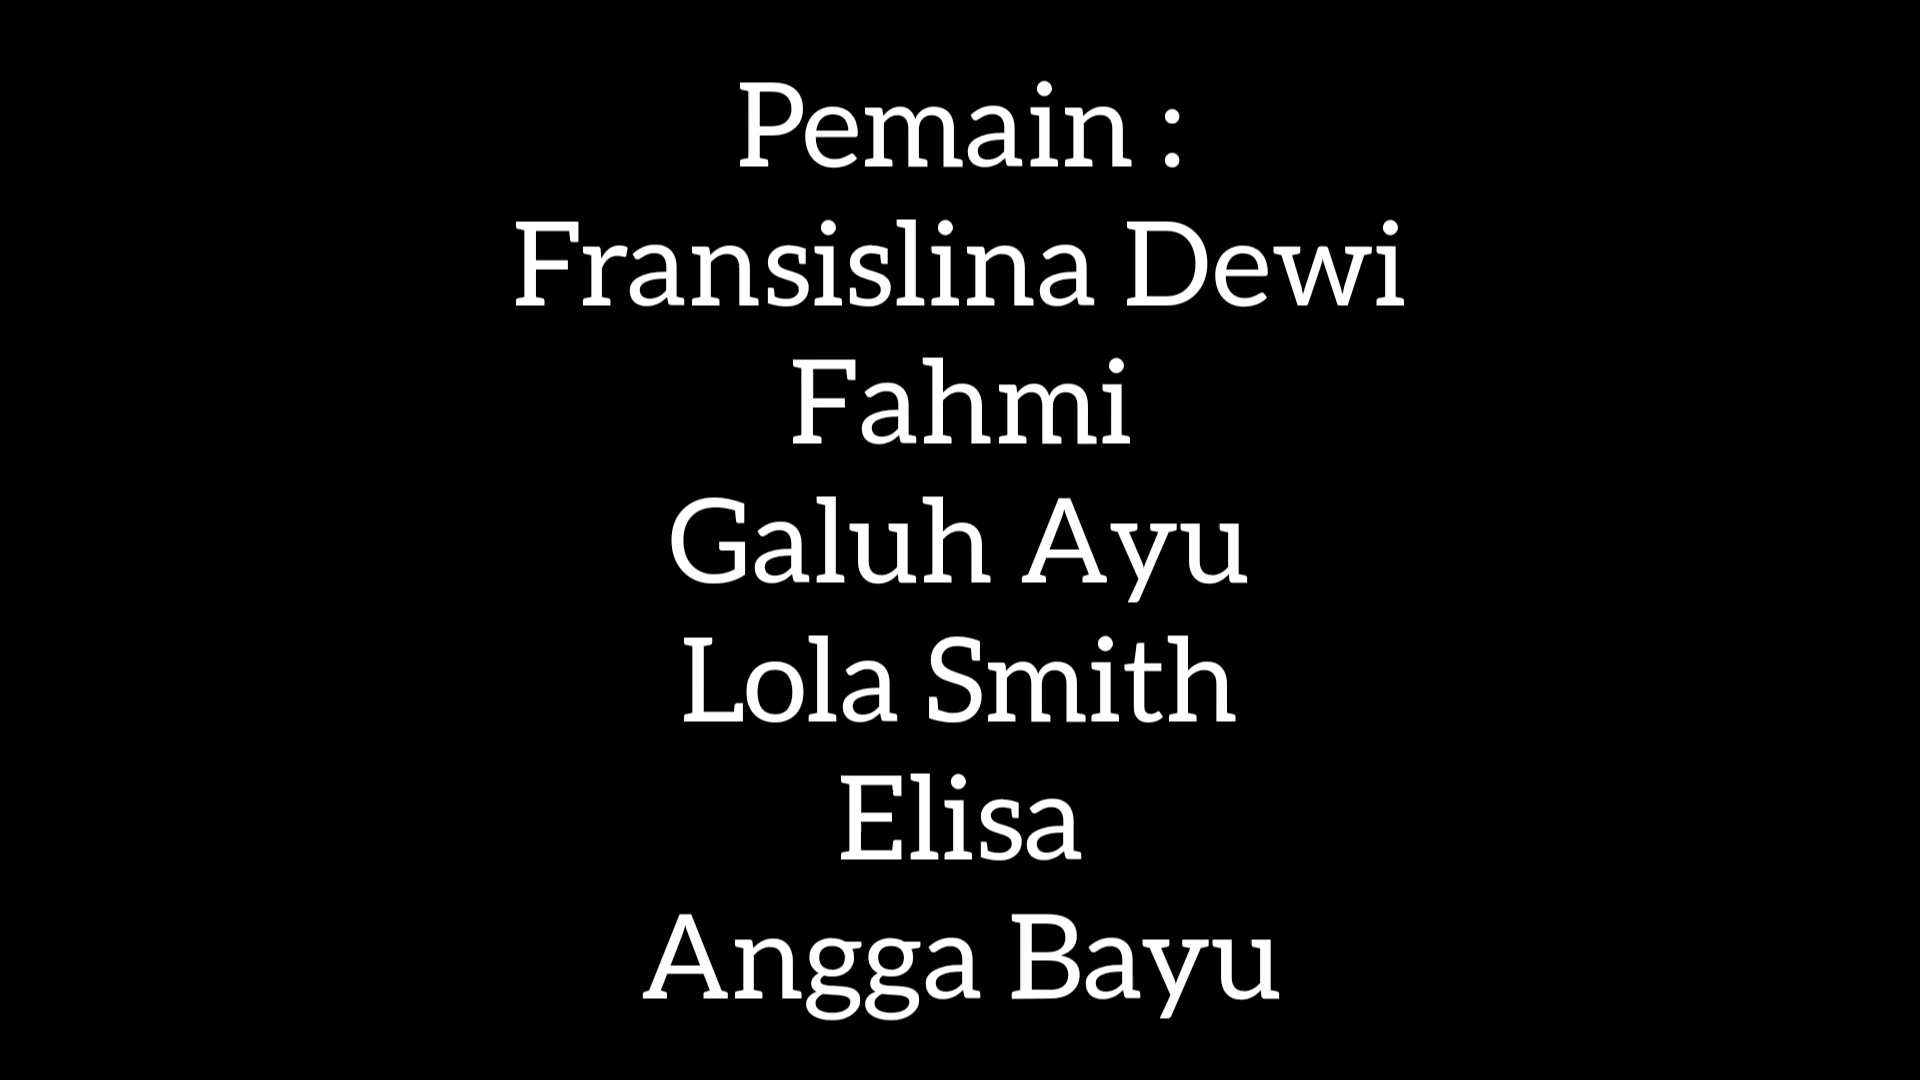 Pemain :
Fransislina Dewi
Fahmi
Galuh Ayu
Lola Smith
Elisa
Angga Bayu